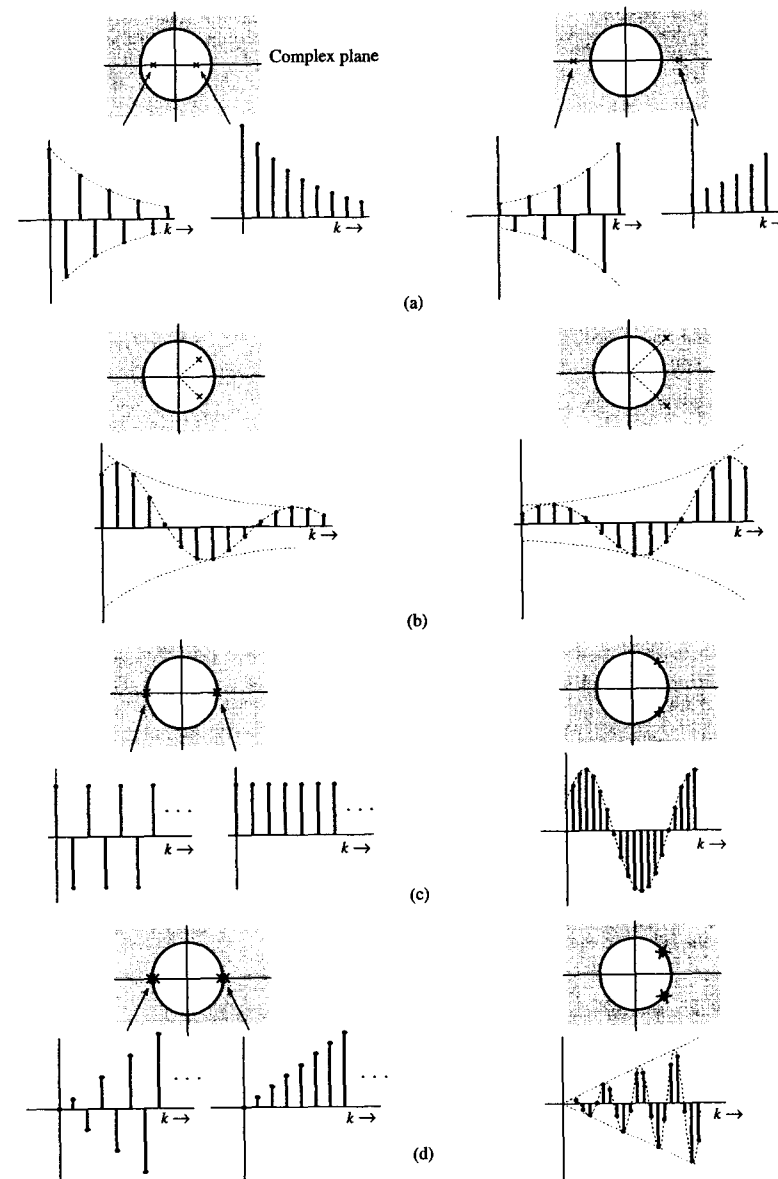 Complex plane
k →
k →
k →
k →
(a)
k →
k →
(b)
. . .
. . .
k →
k →
k →
(c)
. . .
. . .
k →
k →
k →
(d)